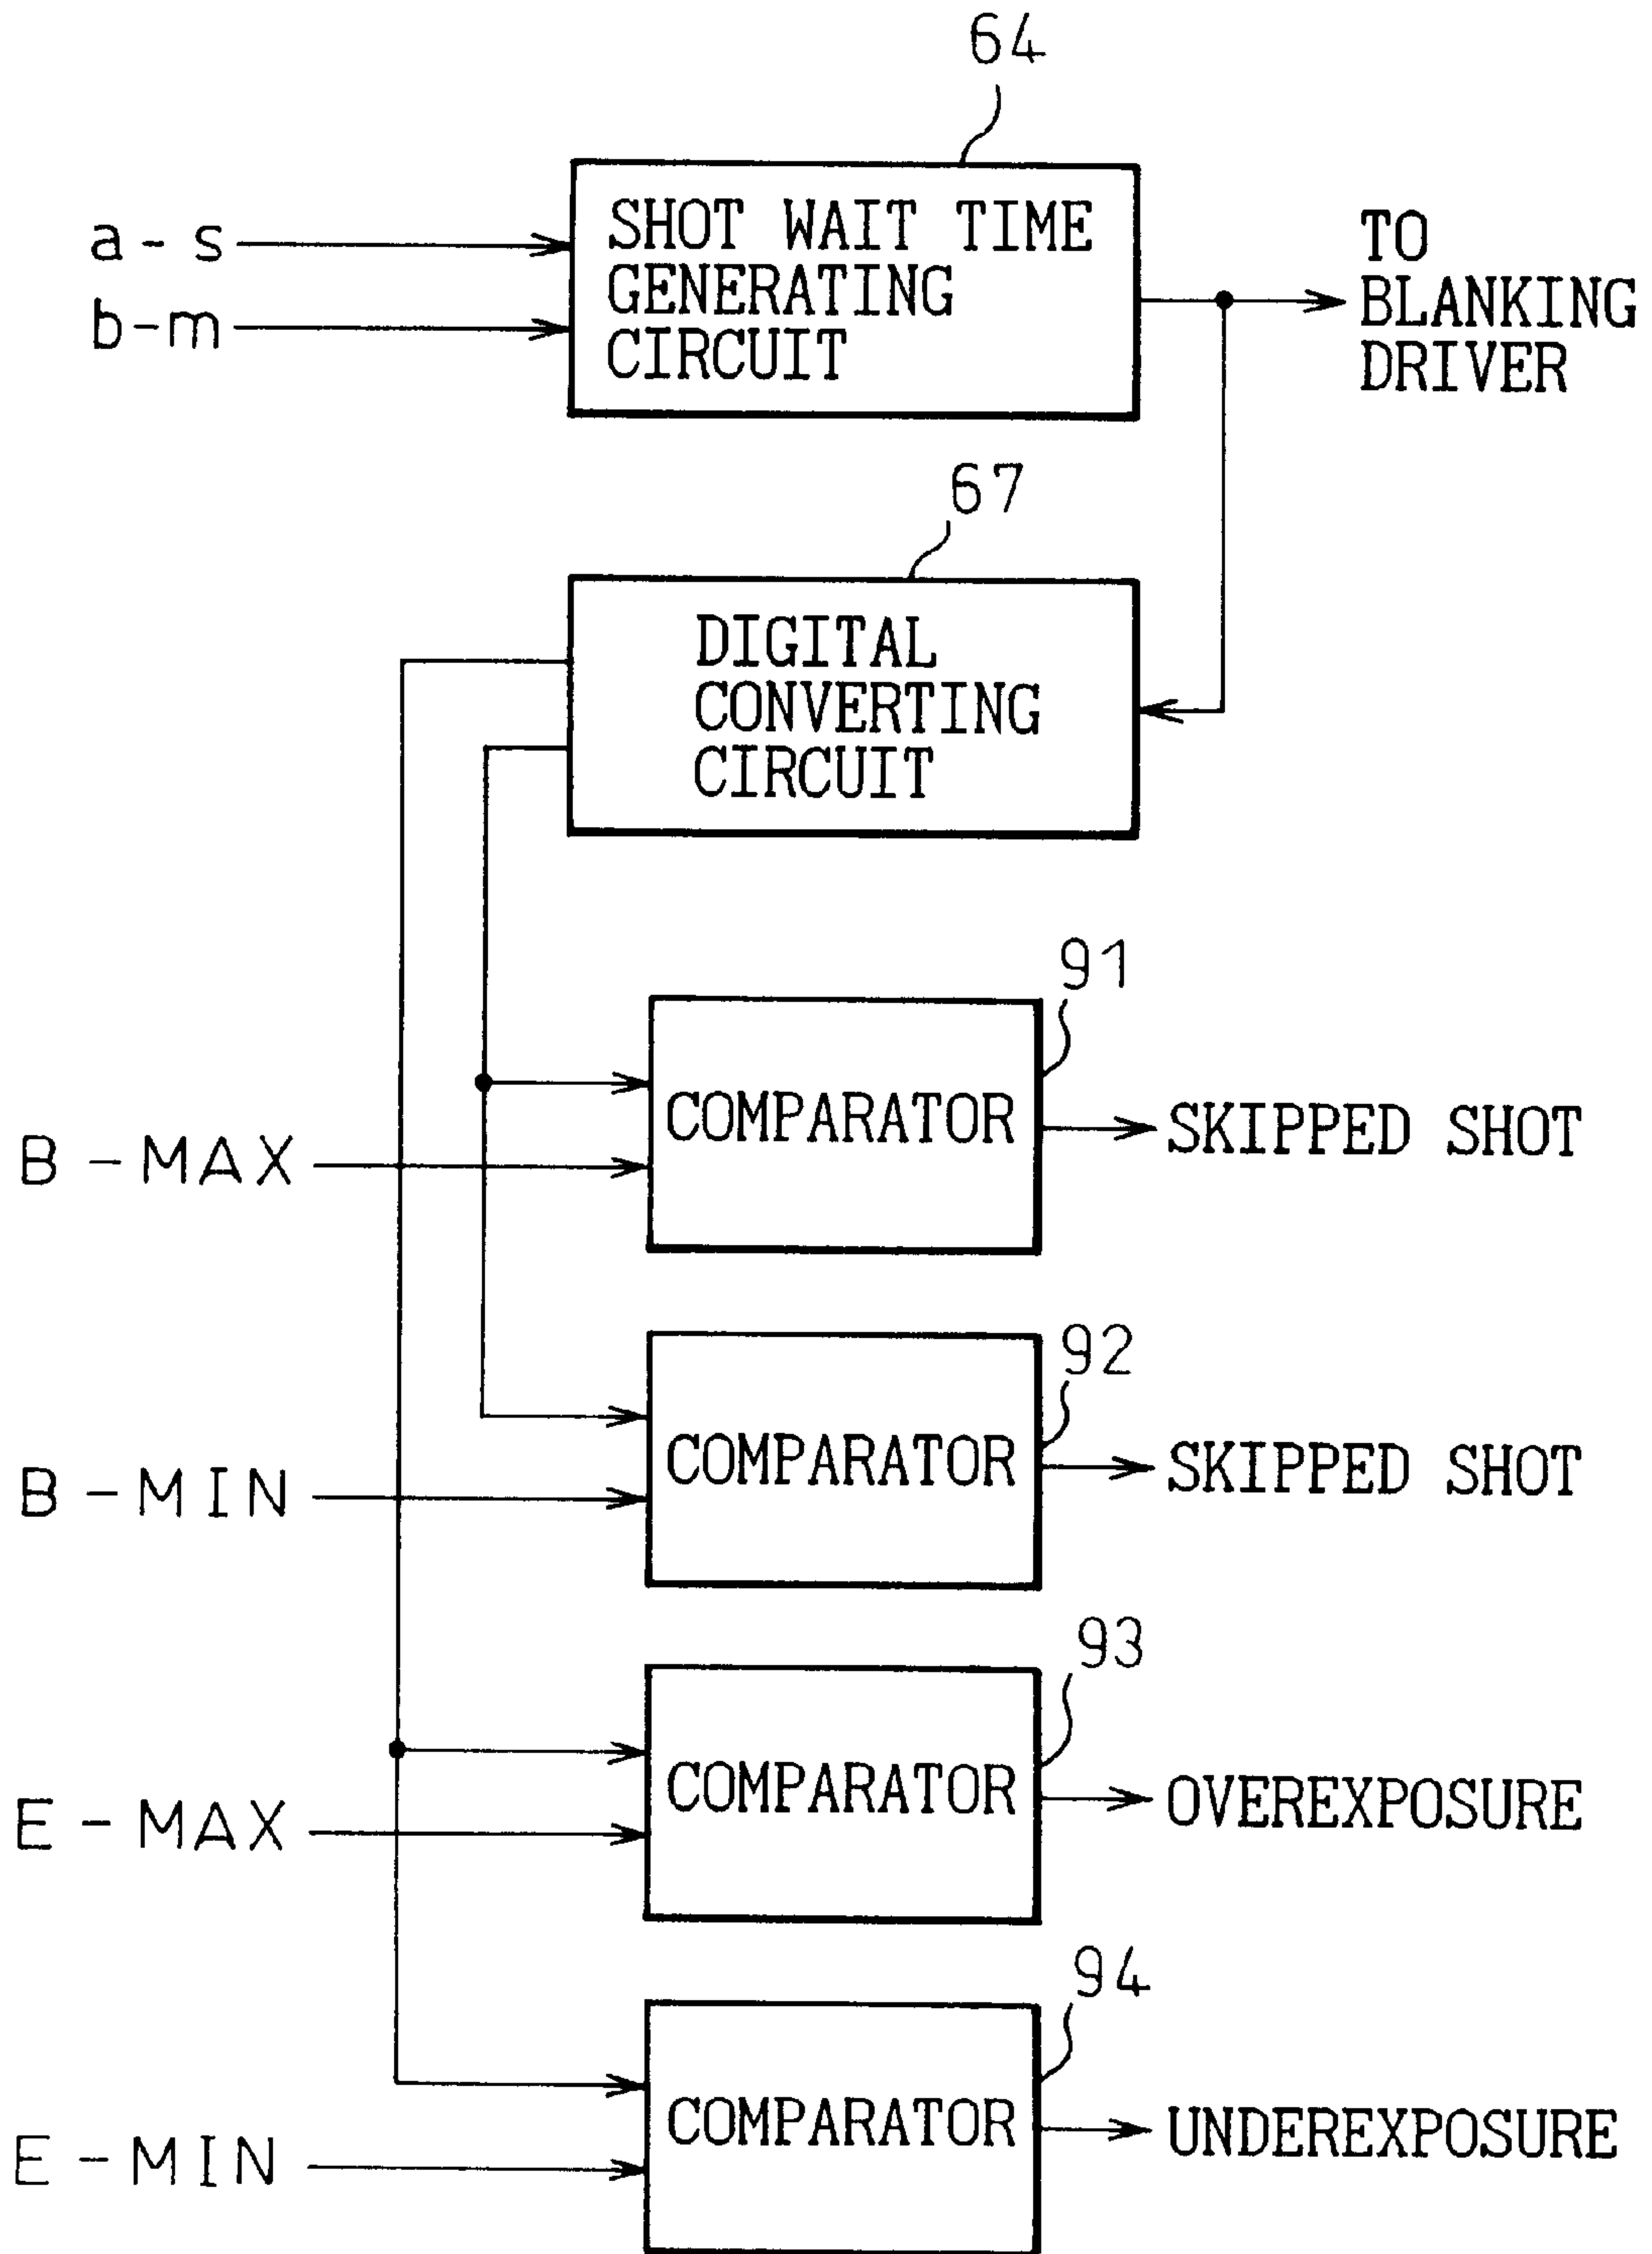 64
a-s
b-m
SHOT WAIT TIME
GENERATING
CIRCUIT
TO
BLANKING
DRIVER
67
DIGITAL
CONVERTING
CIRCUIT
91
COMPARATOR
SKIPPED SHOT
B-MAX
92
COMPARATOR
SKIPPED SHOT
B-MIN
93
COMPARATOR
OVEREXPOSURE
E-MAX
94
COMPARATOR
UNDEREXPOSURE
E-MIN